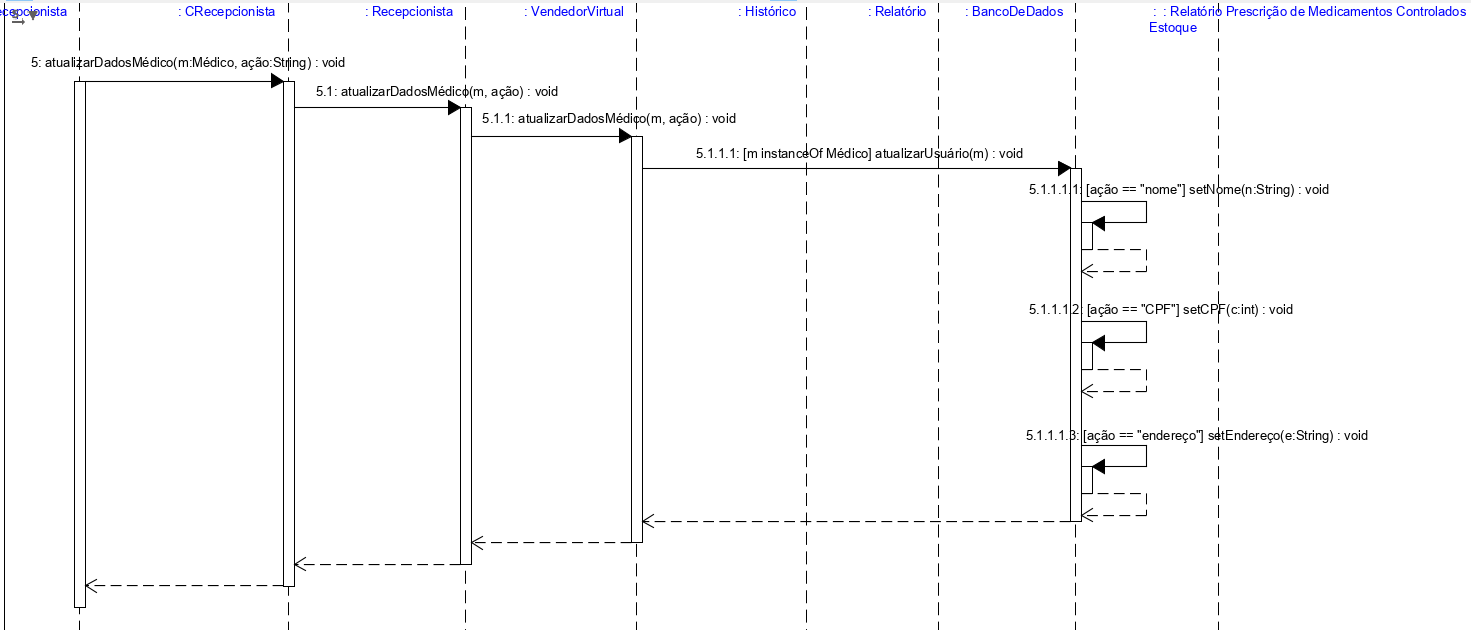 ecepcionista
: CRecepcionista
: Recepcionista
: VendedorVirtual
: Histórico
: Relatório
: BancoDeDados
: : Relatório Prescrição de Medicamentos Controlados
Estoque
5: atualizarDadosMédico(m:Médico, ação:String) : void
5.1: atualizarDadosMédico(m, ação) : void
5.1.1: atualizarDadosMédico(m, ação) : void
5.1.1.1: [m instanceOf Médico] atualizarUsuário(m) : void
5.1.1.1.1: [ação == "nome"] setNome(n:String) : void
5.1.1.1.2: [ação == "CPF"] setCPF(c:int) : void
5.1.1.1.3: [ação == "endereço"] setEndereço(e:String) : void